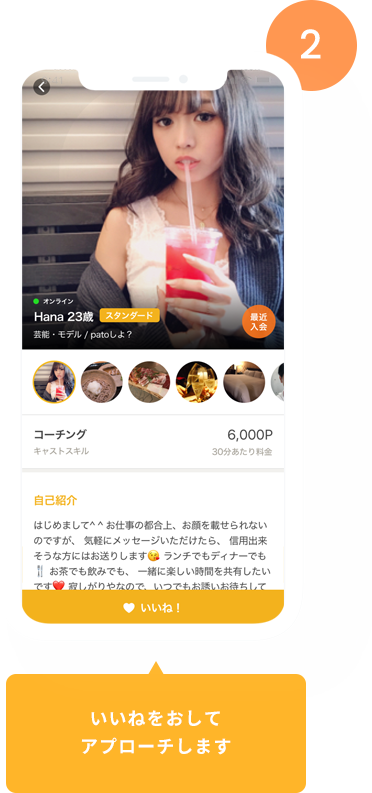 2
オンライン
Hana 23歳 スタンダード
芸能・モデル / patoしよ？
最近
入会
コーチング 6,000P
キャストスキル 30分あたり料金
自己紹介
はじめまして^ ^ お仕事の都合上、お顔を載せられない
のですが、 気軽にメッセージいただけたら、 信用出来
そうな方にはお送りします😘 ランチでもディナーでも
🍴 お茶でも飲みでも、 一緒に楽しい時間を共有したい
です❤️ 寂しがりやなので、いつでもお誘いお待ちして
♥ いいね！
いいねをおして
アプローチします